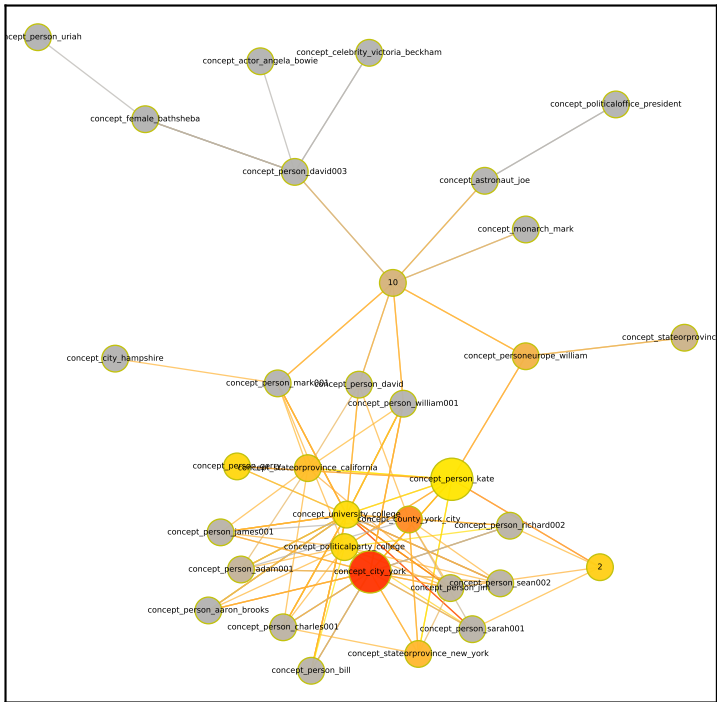 ncept_person_uriah
concept_celebrity_victoria_beckham
concept_actor_angela_bowie
concept_politicaloffice_president
concept_female_bathsheba
concept_person_david003
concept_astronaut_joe
concept_monarch_mark
10
concept_stateorprovinc
concept_personeurope_william
concept_city_hampshire
concept_person_mark001
concept_person_david
concept_person_william001
concept_person_gerry
concept_stateorprovince_california
concept_person_kate
concept_university_college
concept_county_york_city
concept_person_richard002
concept_person_james001
concept_politicalparty_college
2
concept_person_adam001
concept_city_york
concept_person_sean002
concept_person_jim
concept_person_aaron_brooks
concept_person_charles001
concept_person_sarah001
concept_stateorprovince_new_york
concept_person_bill